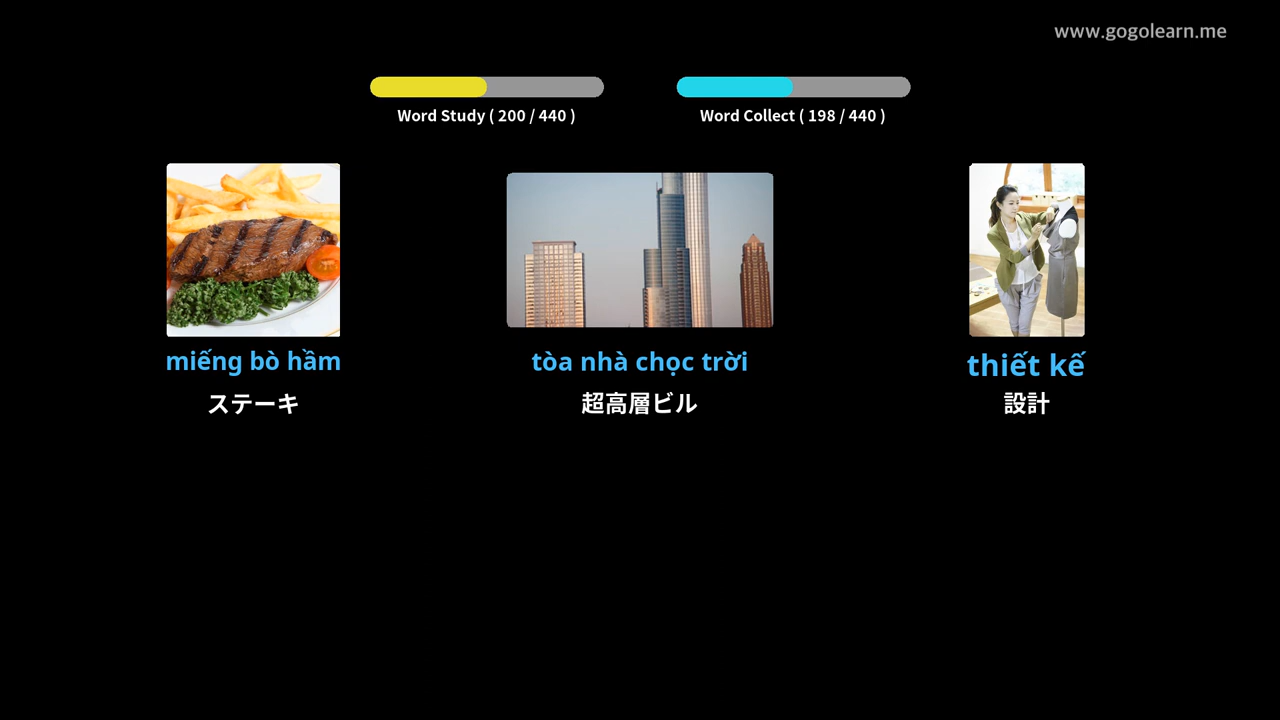 www.gogolearn.me
Word Study ( 200 / 440 )
Word Collect ( 198 / 440 )
miếng bò hầm
ステーキ
tòa nhà chọc trời
超高層ビル
thiết kế
設計